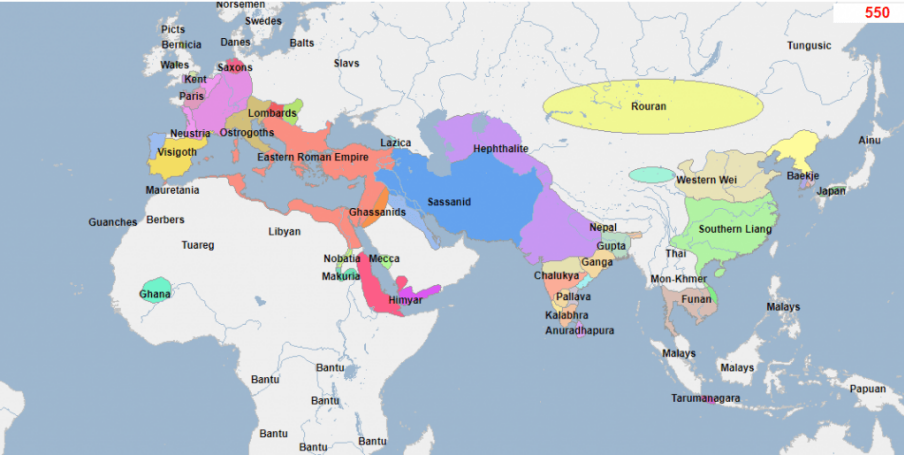 Norsemen
550
Swedes
Picts
Danes
Balts
Bernicia
Tungusic
Wales
Saxons
Slavs
Kent
Paris
Rouran
Lombards
Neustria
Ostrogoths
Lazica
Hephthalite
Ainu
Visigoth
Eastern Roman Empire
Baekje
Western Wei
Mauretania
Japan
Sassanid
Ghassanids
Guanches
Berbers
Libyan
Nepal
Southern Liang
Tuareg
Gupta
Nobatia
Mecca
Ganga
Thai
Makuria
Chalukya
Mon-Khmer
Ghana
Himyar
Pallava
Funan
Malays
Kalabhra
Anuradhapura
Malays
Bantu
Malays
Bantu
Papuan
Tarumanagara
Bantu
Bantu
Bantu
Bantu